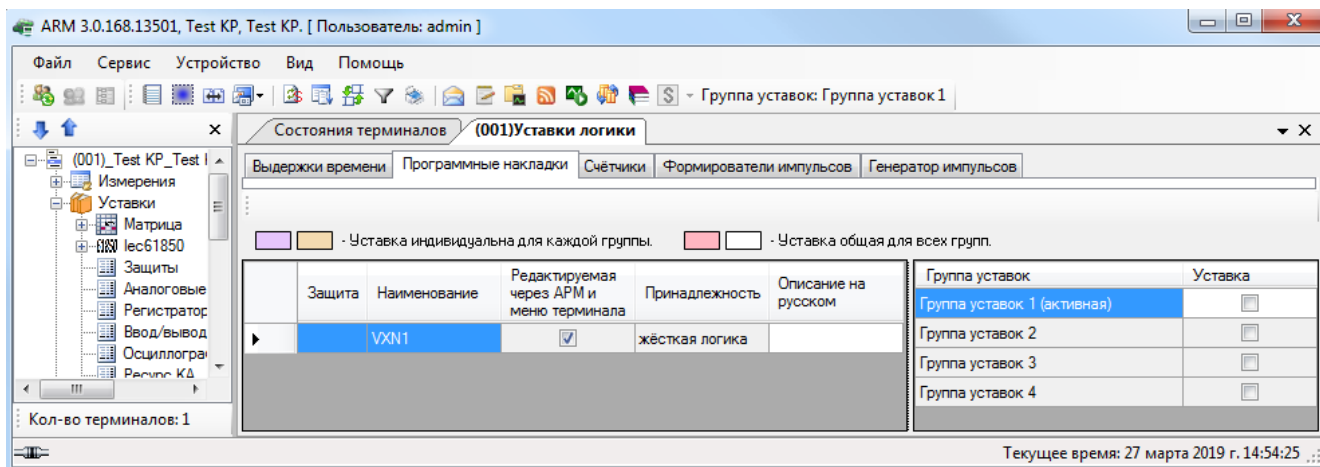 ARM 3.0.168.13501, Test KP, Test KP. [ Пользователь: admin ]
Файл Сервис Устройство Вид Помощь
S Группа уставок: Группа уставок 1
Состояния терминалов (001)Уставки логики
(001)_Test KP_Test
Выдержки времени Программные накладки Счётчики Формирователи импульсов Генератор импульсов
Измерения
Уставки
Матрица
Iec61850
Защиты
Аналоговые
Регистратор
Ввод/вывод
Осциллогра
Ресурс КА
- Уставка индивидуальна для каждой группы. - Уставка общая для всех групп.
Защита Наименование Редактируемая через АРМ и меню терминала Принадлежность Описание на русском
VXN1 жёсткая логика
Группа уставок Уставка
Группа уставок 1 (активная)
Группа уставок 2
Группа уставок 3
Группа уставок 4
Кол-во терминалов: 1
Текущее время: 27 марта 2019 г. 14:54:25